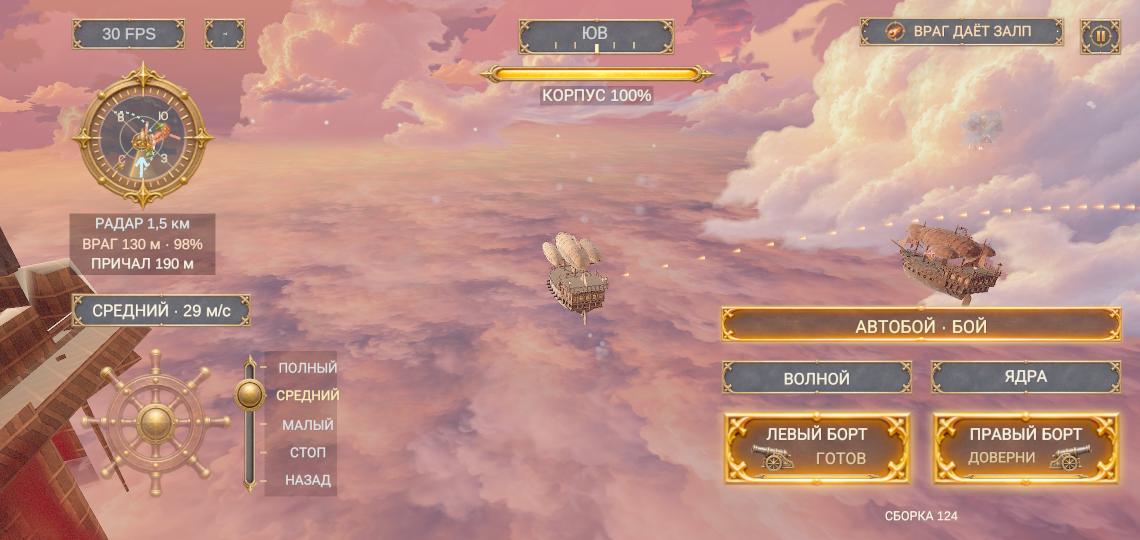 30 FPS
ЮВ
ВРАГ ДАЁТ ЗАЛП
КОРПУС 100%
В Ю
С З
РАДАР 1,5 км
ВРАГ 130 м · 98%
ПРИЧАЛ 190 м
СРЕДНИЙ · 29 м/с
ПОЛНЫЙ
СРЕДНИЙ
МАЛЫЙ
СТОП
НАЗАД
АВТОБОЙ · БОЙ
ВОЛНОЙ
ЯДРА
ЛЕВЫЙ БОРТ
ГОТОВ
ПРАВЫЙ БОРТ
ДОВЕРНИ
СБОРКА 124